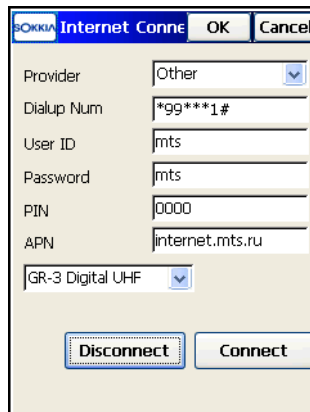 SOKKIA Internet Conne OK Cancel
Provider Other
Dialup Num *99***1#
User ID mts
Password mts
PIN 0000
APN internet.mts.ru
GR-3 Digital UHF
Disconnect Connect